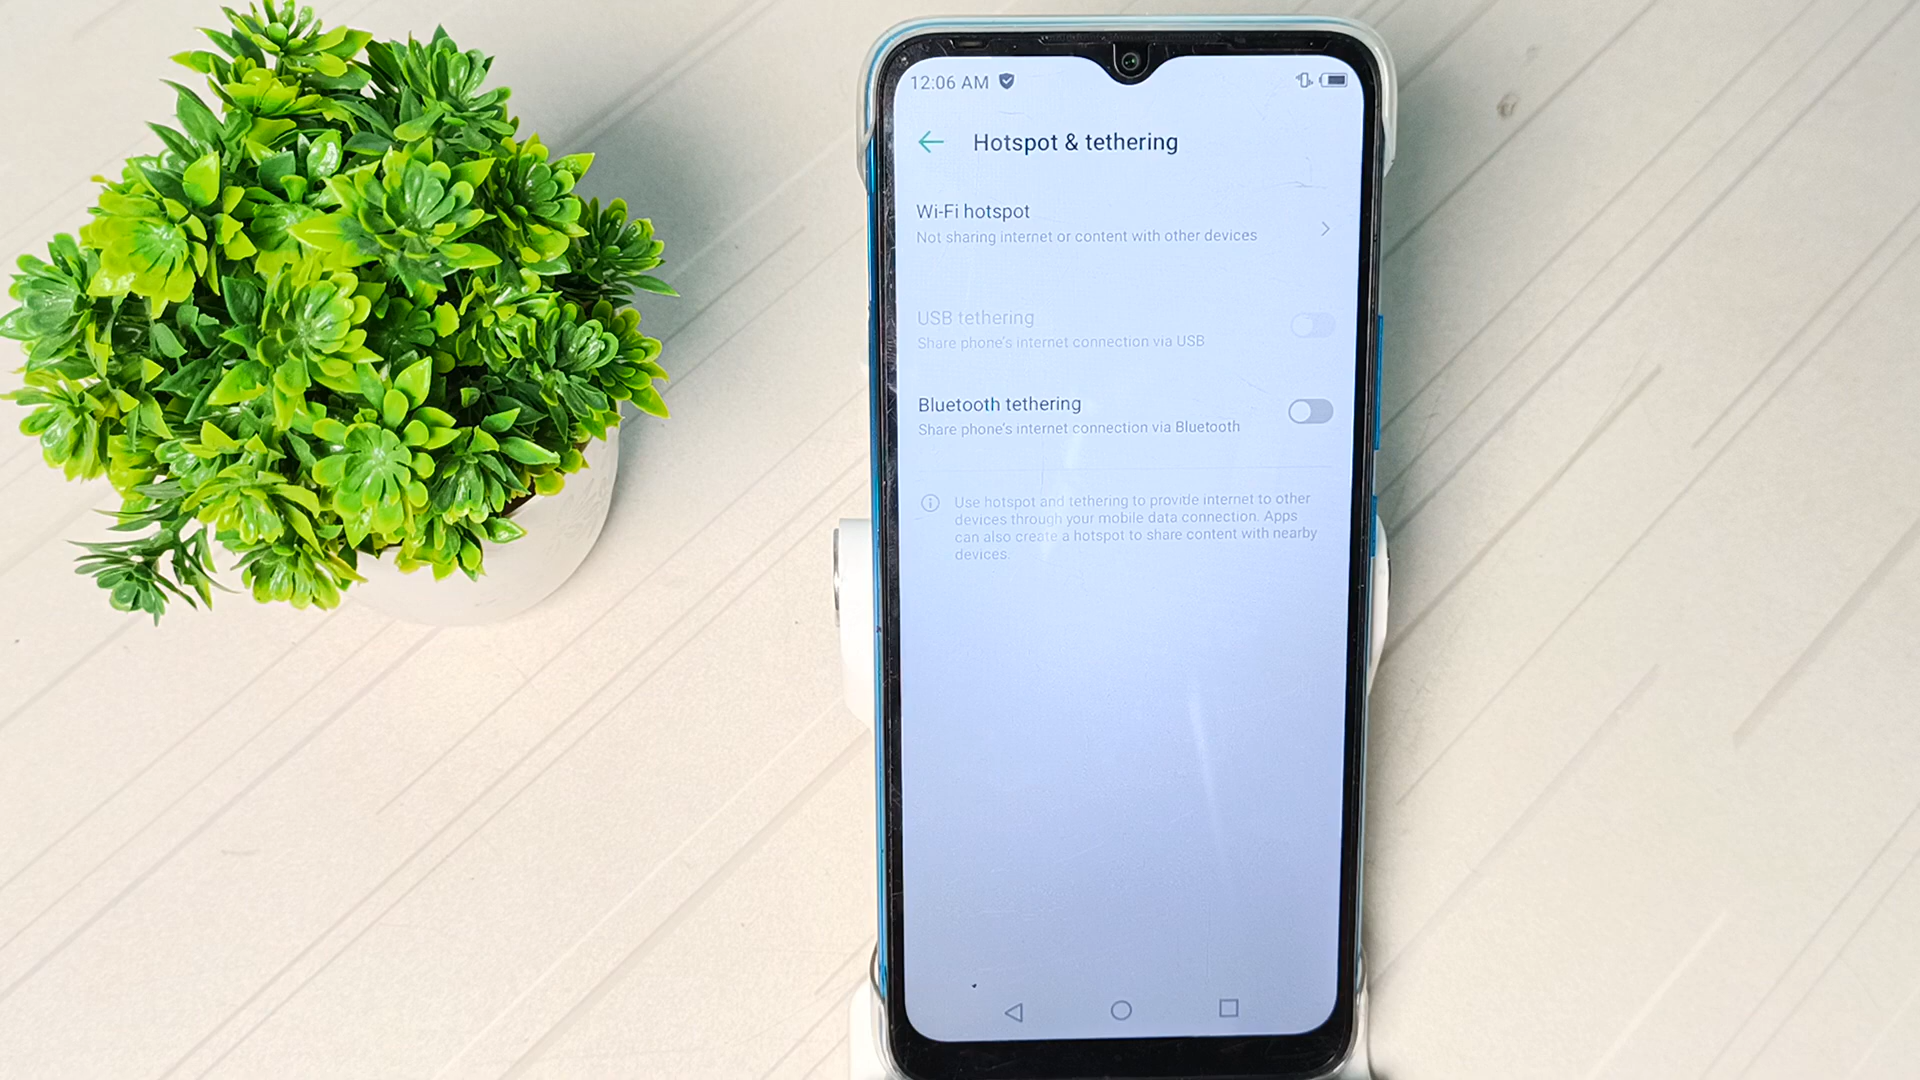 12:06 AM
Hotspot & tethering
Wi-Fi hotspot
Not sharing internet or content with other devices
USB tethering
Share phone's internet connection via USB
Bluetooth tethering
Share phone's internet connection via Bluetooth
Use hotspot and tethering to provide internet to other
devices through your mobile data connection. Apps
can also create a hotspot to share content with nearby
devices.